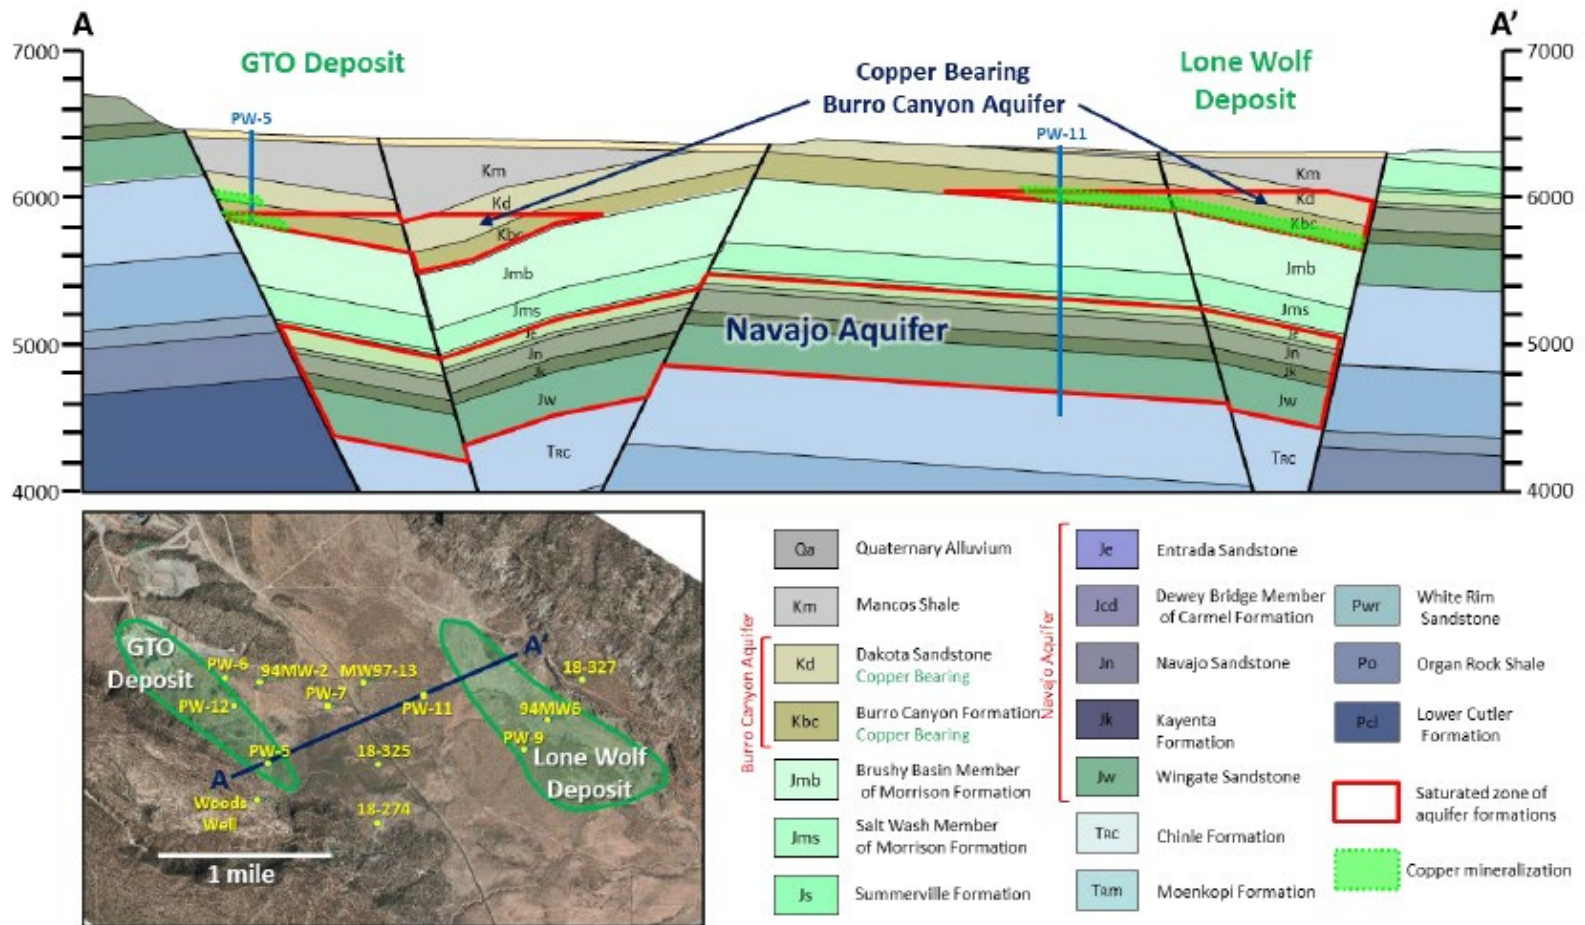 A
A'
7000
7000
GTO Deposit
Copper Bearing
Burro Canyon Aquifer
Lone Wolf
Deposit
PW-5
PW-11
Km
Km
6000
6000
Kd
Kd
Kbc
Kbc
Jmb
Jmb
Jms
Jms
Je
Je
Navajo Aquifer
5000
5000
Jn
Jn
Jk
Jk
Jw
Jw
TRC
TRC
4000
4000
GTO
Deposit
A'
PW-6
94MW-2
MW97-13
18-327
PW-12
PW-7
PW-11
94MW6
PW-9
PW-5
18-325
Lone Wolf
Deposit
A
Woods
Well
18-274
1 mile
Burro Canyon Aquifer
Qa Quaternary Alluvium
Km Mancos Shale
Kd Dakota Sandstone
Copper Bearing
Kbc Burro Canyon Formation
Copper Bearing
Jmb Brushy Basin Member
of Morrison Formation
Jms Salt Wash Member
of Morrison Formation
Js Summerville Formation
Navajo Aquifer
Je Entrada Sandstone
Jcd Dewey Bridge Member
of Carmel Formation
Jn Navajo Sandstone
Jk Kayenta
Formation
Jw Wingate Sandstone
TRC Chinle Formation
TRm Moenkopi Formation
Pwr White Rim
Sandstone
Po Organ Rock Shale
Pcl Lower Cutler
Formation
Saturated zone of
aquifer formations
Copper mineralization